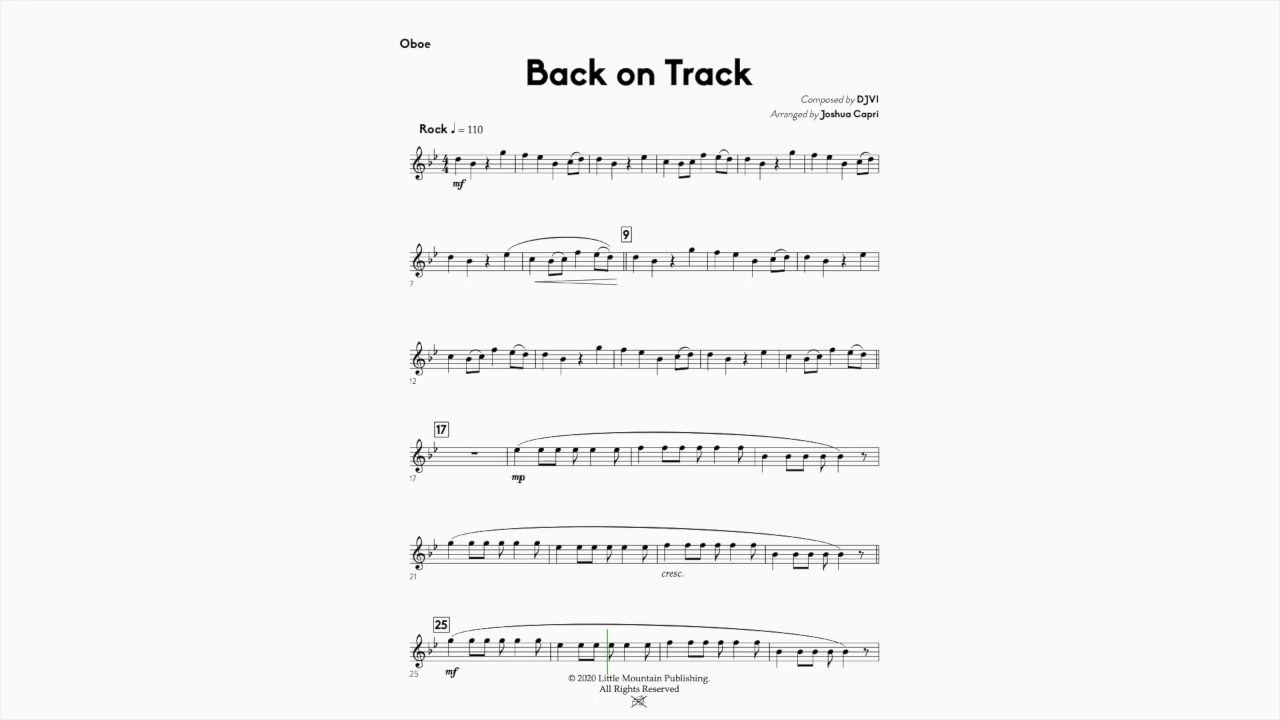 Oboe
Back on Track
Composed by DJVI
Arranged by Joshua Capri
Rock ♩ = 110
mf
9
7
12
17
mp
17
cresc.
21
25
mf
25
© 2020 Little Mountain Publishing.
All Rights Reserved